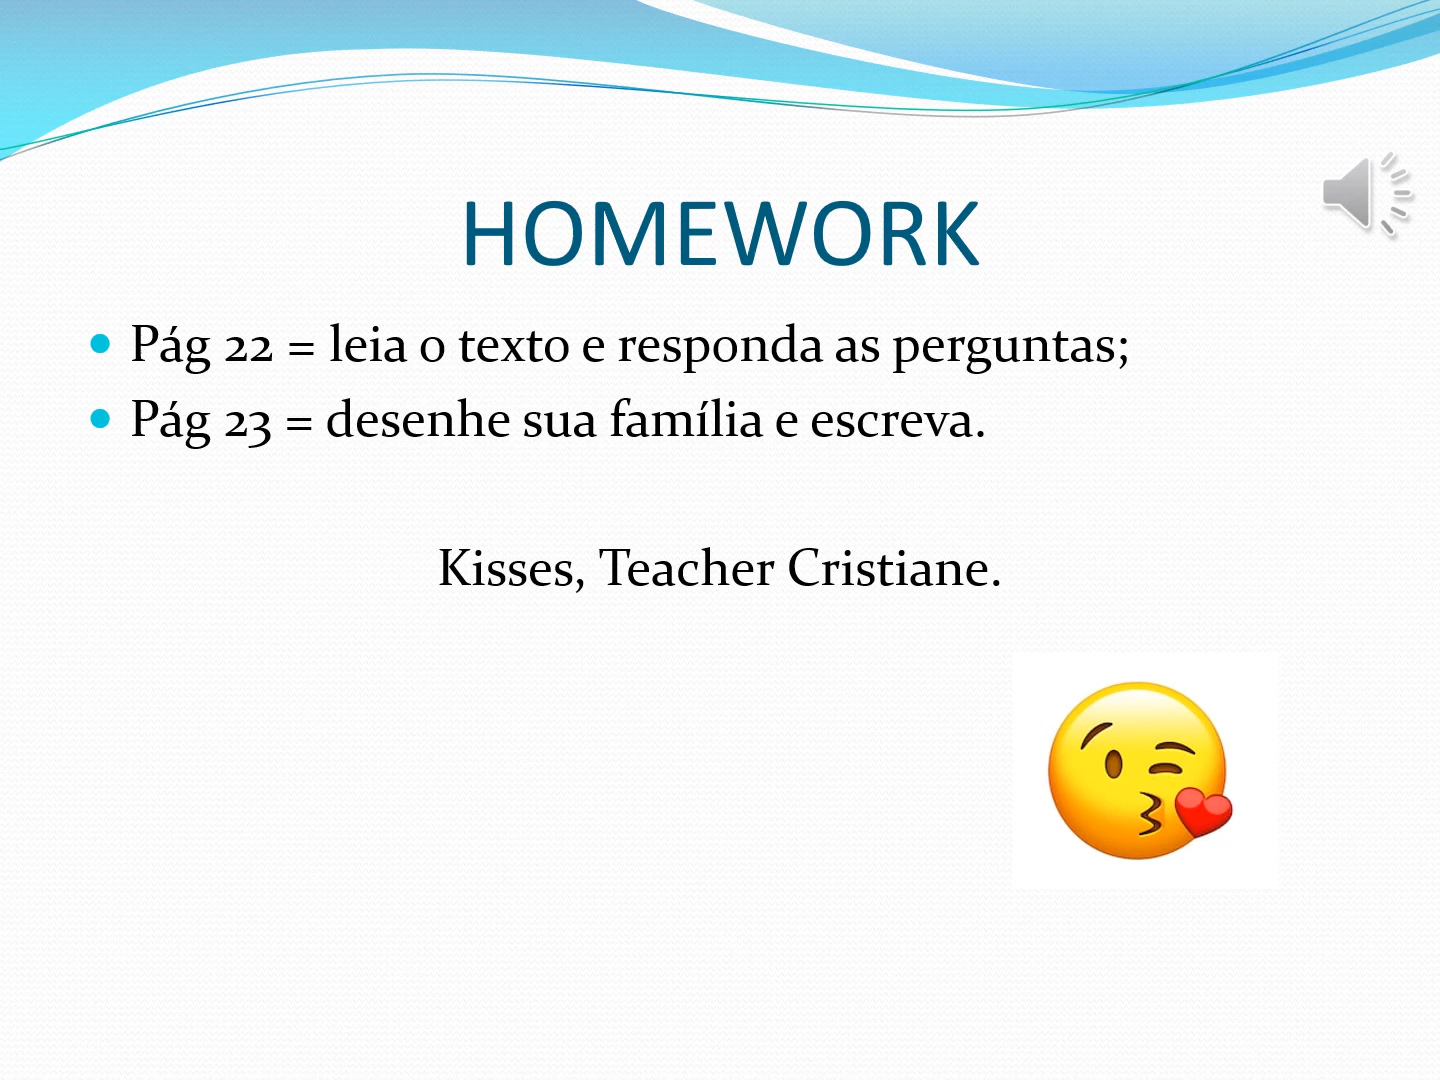 HOMEWORK
Pág 22 = leia o texto e responda as perguntas;
Pág 23 = desenhe sua família e escreva.
Kisses, Teacher Cristiane.